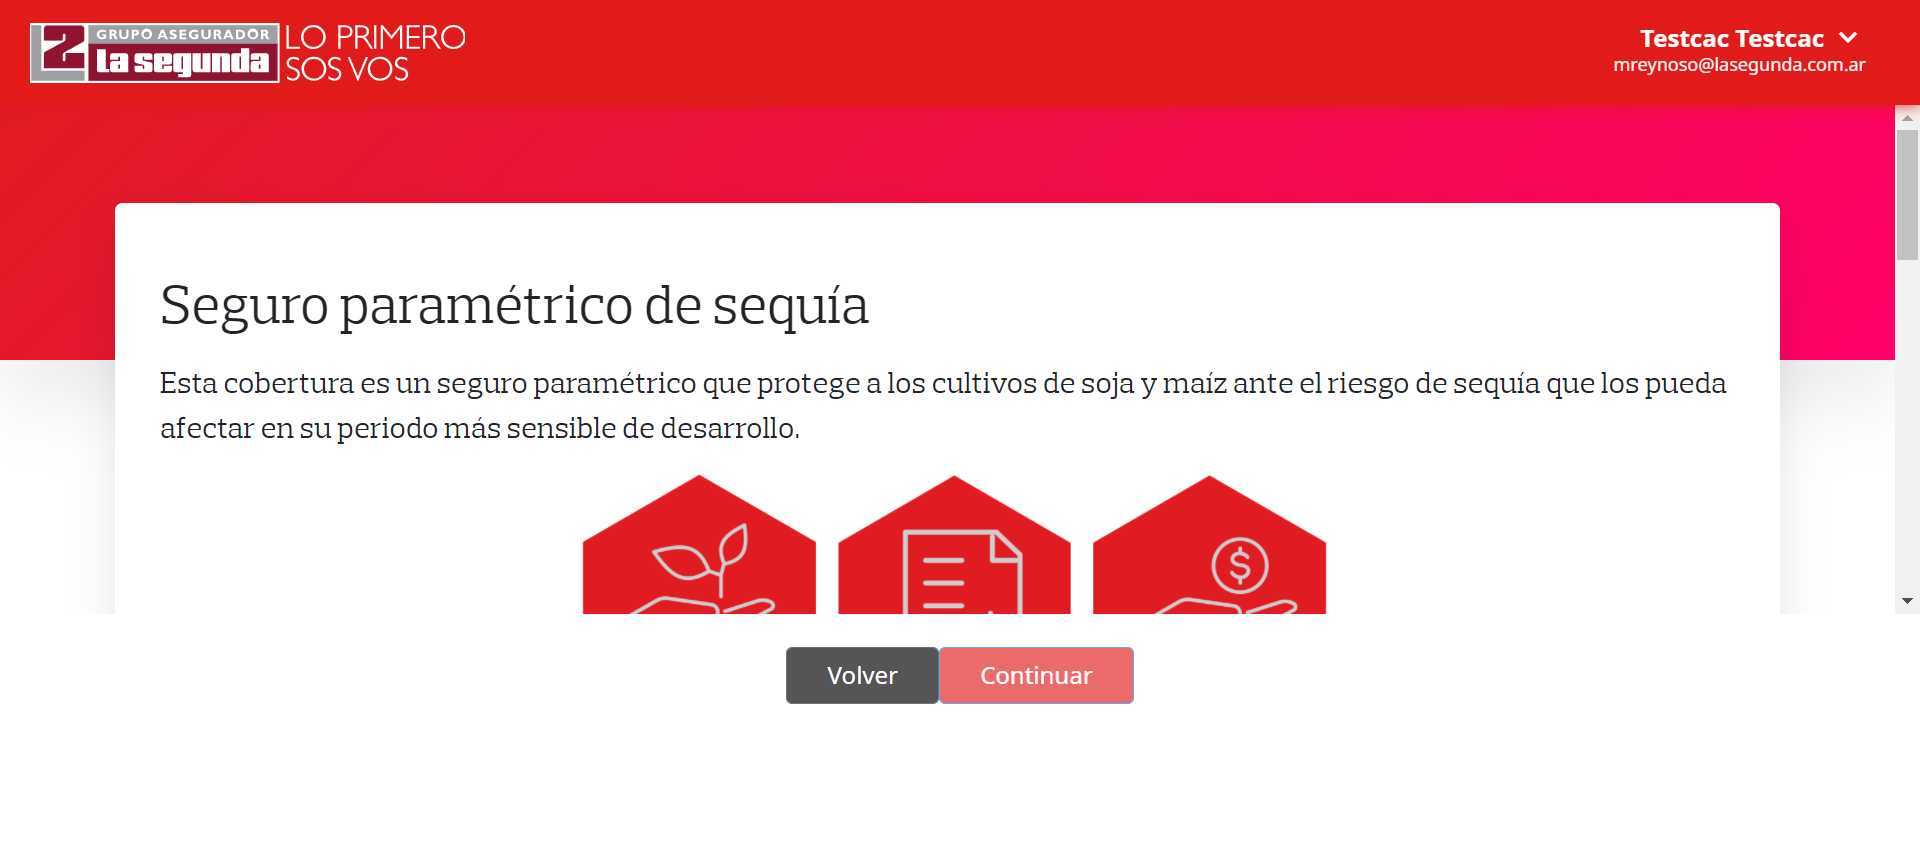 GRUPO ASEGURADOR
La segunda
LO PRIMERO
SOS VOS
Testcac Testcac
mreynoso@lasegunda.com.ar
Seguro paramétrico de sequía
Esta cobertura es un seguro paramétrico que protege a los cultivos de soja y maíz ante el riesgo de sequía que los pueda
afectar en su periodo más sensible de desarrollo.
$
Volver
Continuar